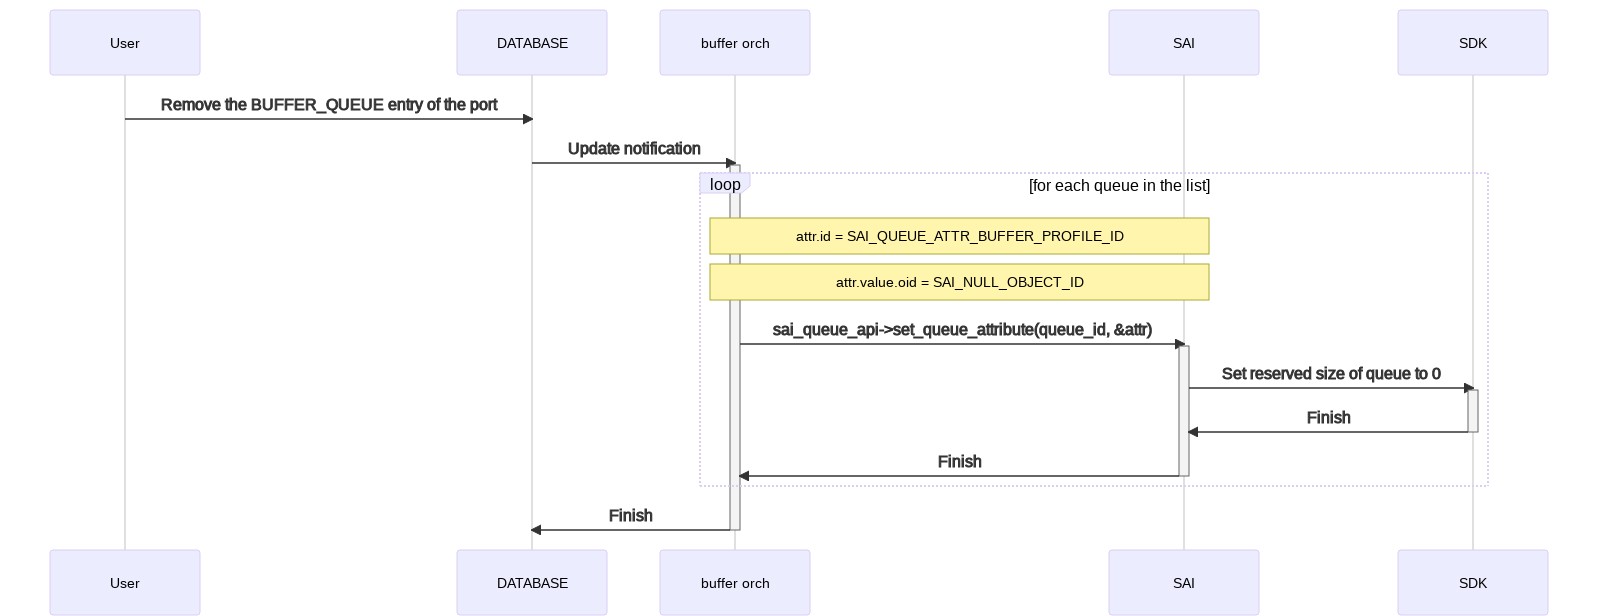 User
DATABASE
buffer orch
SAI
SDK
Remove the BUFFER_QUEUE entry of the port
Update notification
loop
[for each queue in the list]
attr.id = SAI_QUEUE_ATTR_BUFFER_PROFILE_ID
attr.value.oid = SAI_NULL_OBJECT_ID
sai_queue_api->set_queue_attribute(queue_id, &attr)
Set reserved size of queue to 0
Finish
Finish
Finish
User
DATABASE
buffer orch
SAI
SDK